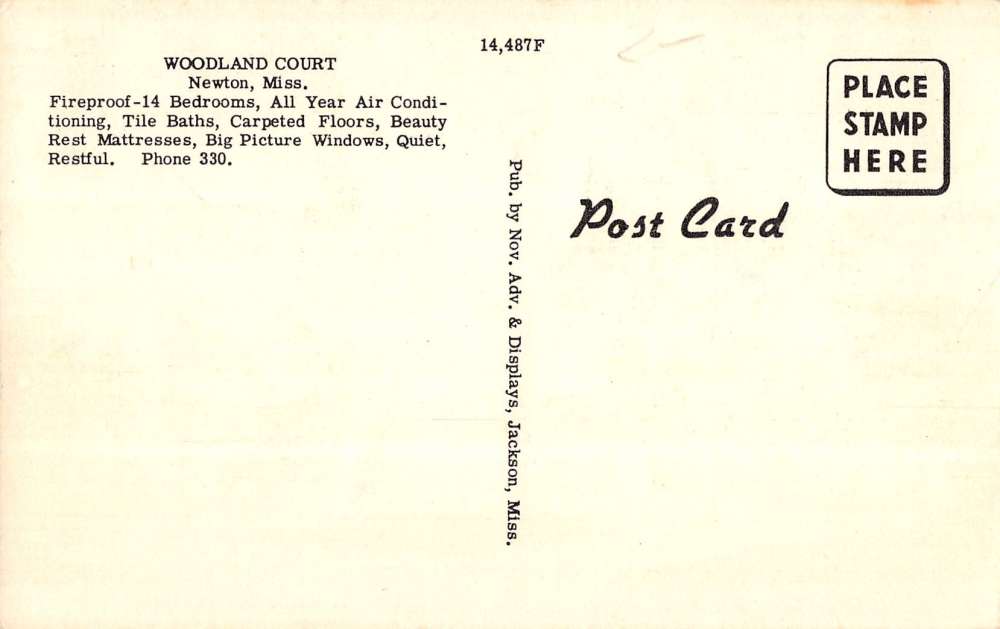 14,487F
WOODLAND COURT
Newton, Miss.
Fireproof-14 Bedrooms, All Year Air Condi-
tioning, Tile Baths, Carpeted Floors, Beauty
Rest Mattresses, Big Picture Windows, Quiet,
Restful. Phone 330.
Pub. by Nov. Adv. & Displays, Jackson, Miss.
Post Card
PLACE
STAMP
HERE